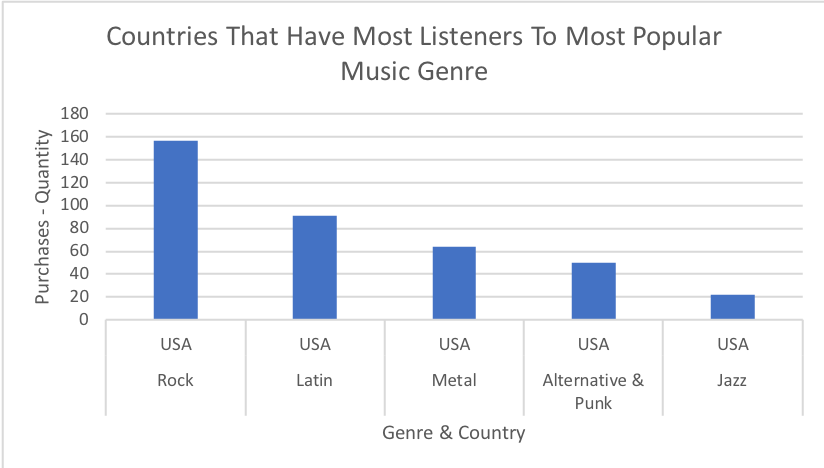 Countries That Have Most Listeners To Most Popular
Music Genre
Purchases - Quantity
180
160
140
120
100
80
60
40
20
0
USA USA USA USA USA
Rock Latin Metal Alternative & Jazz
Punk
Genre & Country